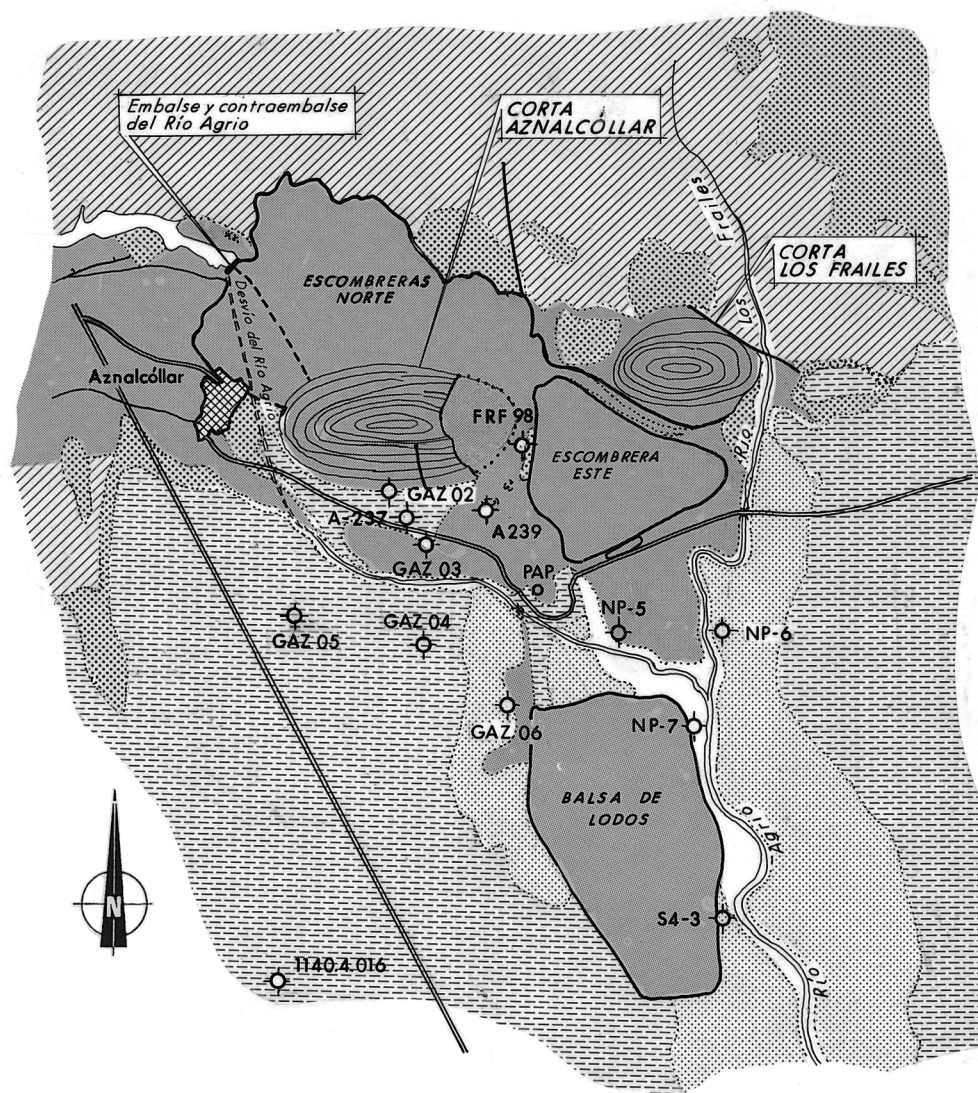 Embalse y contraembalse
del Río Agrio
CORTA
AZNALCÓLLAR
Frailes
Los
Río
CORTA
LOS FRAILES
ESCOMBRERAS
NORTE
Desvío del Río Agrio
Aznalcóllar
FRF 98
ESCOMBRERA
ESTE
GAZ 02
A-237
A239
GAZ 03
PAP
NP-5
NP-6
GAZ 05
GAZ 04
GAZ 06
NP-7
BALSA DE
LODOS
Agrio
S4-3
1140.4.016
Río
N